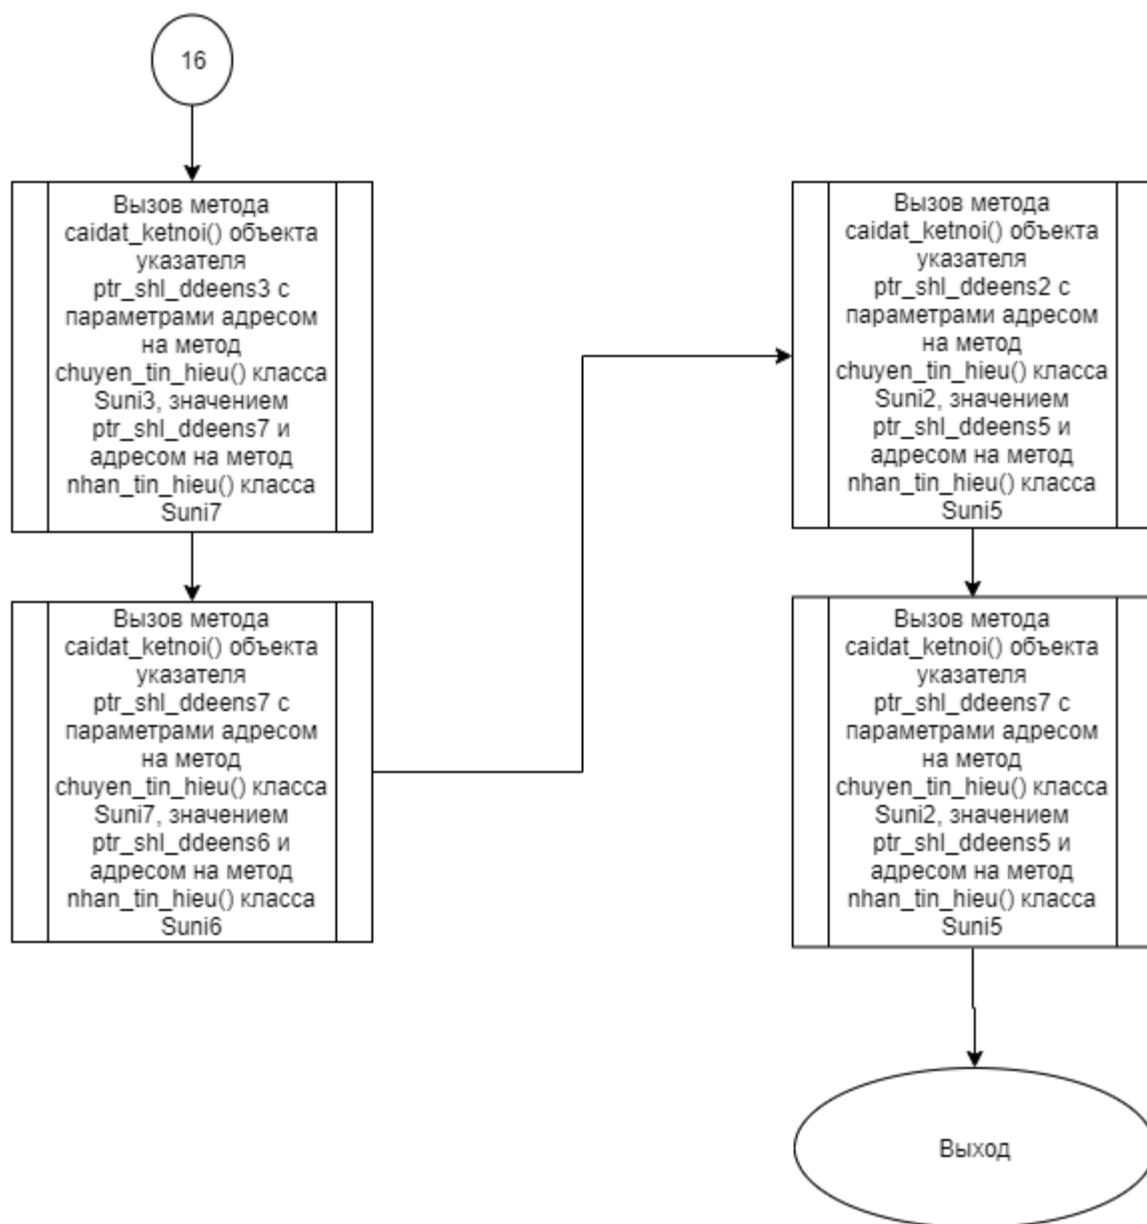 16
Вызов метода
caidat_ketnoi() объекта
указателя
ptr_shl_ddeens3 с
параметрами адресом
на метод
chuyen_tin_hieu() класса
Suni3, значением
ptr_shl_ddeens7 и
адресом на метод
nhan_tin_hieu() класса
Suni7
Вызов метода
caidat_ketnoi() объекта
указателя
ptr_shl_ddeens7 с
параметрами адресом
на метод
chuyen_tin_hieu() класса
Suni7, значением
ptr_shl_ddeens6 и
адресом на метод
nhan_tin_hieu() класса
Suni6
Вызов метода
caidat_ketnoi() объекта
указателя
ptr_shl_ddeens2 с
параметрами адресом
на метод
chuyen_tin_hieu() класса
Suni2, значением
ptr_shl_ddeens5 и
адресом на метод
nhan_tin_hieu() класса
Suni5
Вызов метода
caidat_ketnoi() объекта
указателя
ptr_shl_ddeens7 с
параметрами адресом
на метод
chuyen_tin_hieu() класса
Suni2, значением
ptr_shl_ddeens5 и
адресом на метод
nhan_tin_hieu() класса
Suni5
Выход